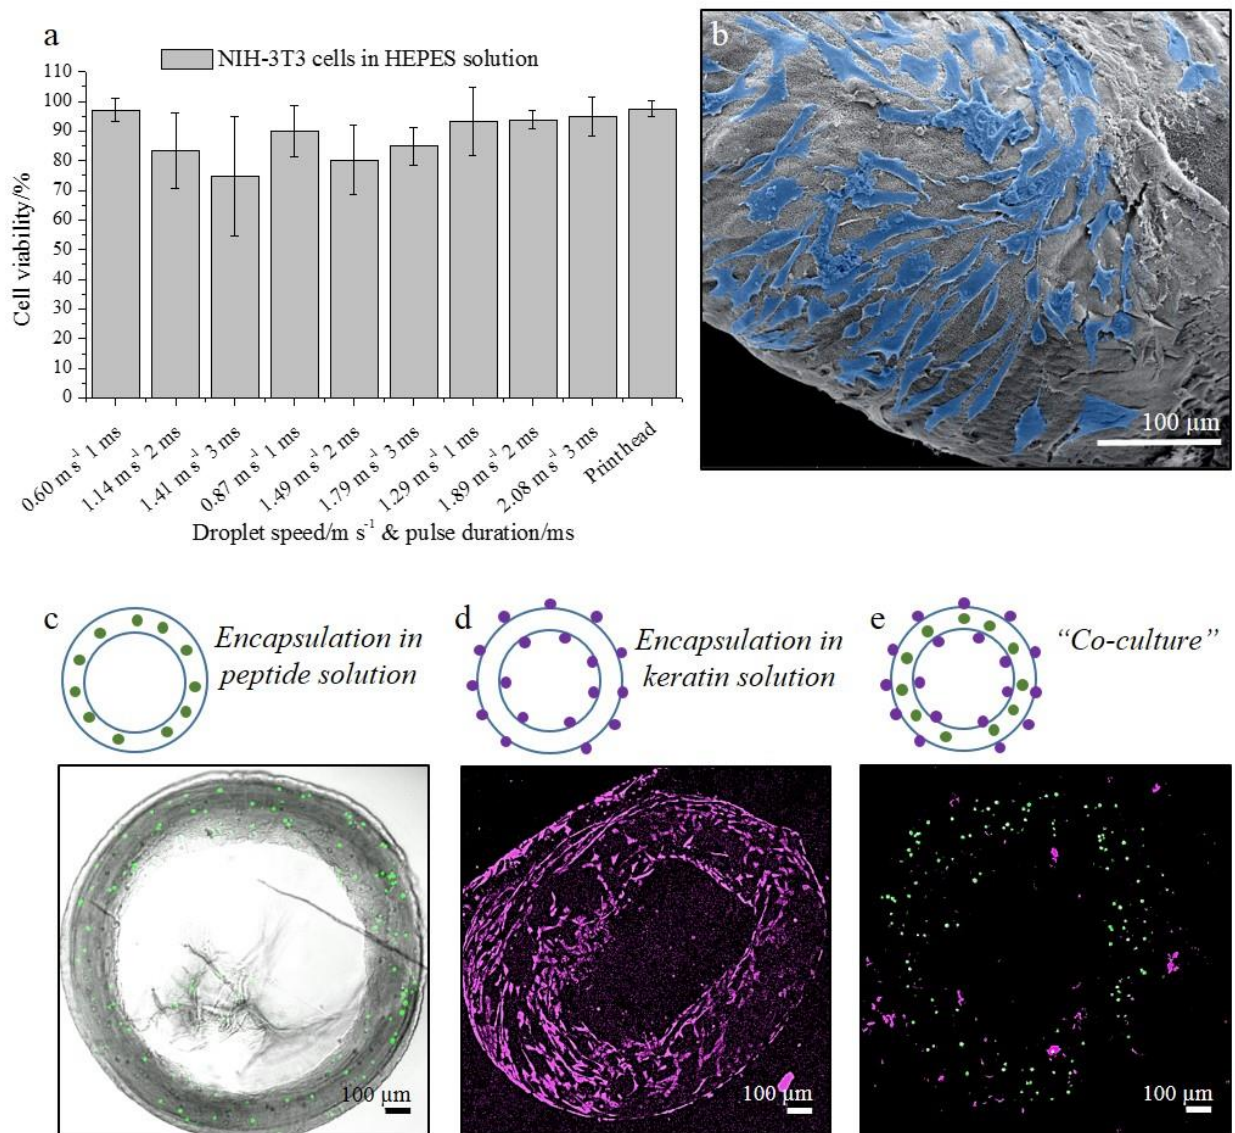 a
NIH-3T3 cells in HEPES solution
110
100
90
80
70
60
50
40
30
20
10
0
Cell viability/%
0.60 m s⁻¹ 1 ms
1.14 m s⁻¹ 2 ms
1.41 m s⁻¹ 3 ms
0.87 m s⁻¹ 1 ms
1.49 m s⁻¹ 2 ms
1.79 m s⁻¹ 3 ms
1.29 m s⁻¹ 1 ms
1.89 m s⁻¹ 2 ms
2.08 m s⁻¹ 3 ms
Printhead
Droplet speed/m s⁻¹ & pulse duration/ms
b
100 µm
c
Encapsulation in
peptide solution
100 µm
d
Encapsulation in
keratin solution
100 µm
e
“Co-culture”
100 µm